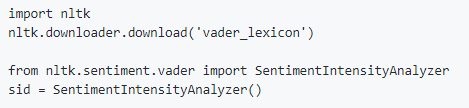 import nltk
nltk.downloader.download('vader_lexicon')
from nltk.sentiment.vader import SentimentIntensityAnalyzer
sid = SentimentIntensityAnalyzer()